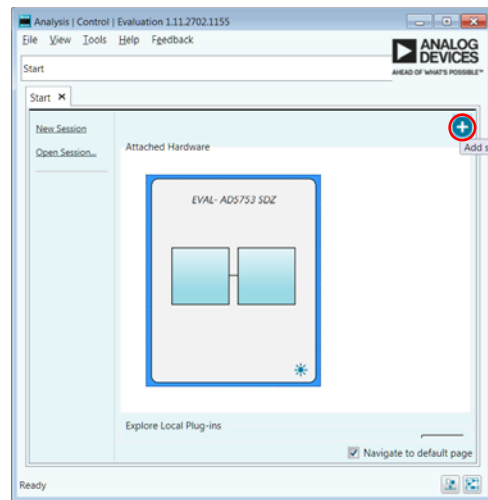 Analysis | Control | Evaluation 1.11.2702.1155
File View Tools Help Feedback
ANALOG
DEVICES
AHEAD OF WHAT'S POSSIBLE™
Start
Start
New Session
Open Session...
Add s
Attached Hardware
EVAL- AD5753 SDZ
Explore Local Plug-ins
Navigate to default page
Ready